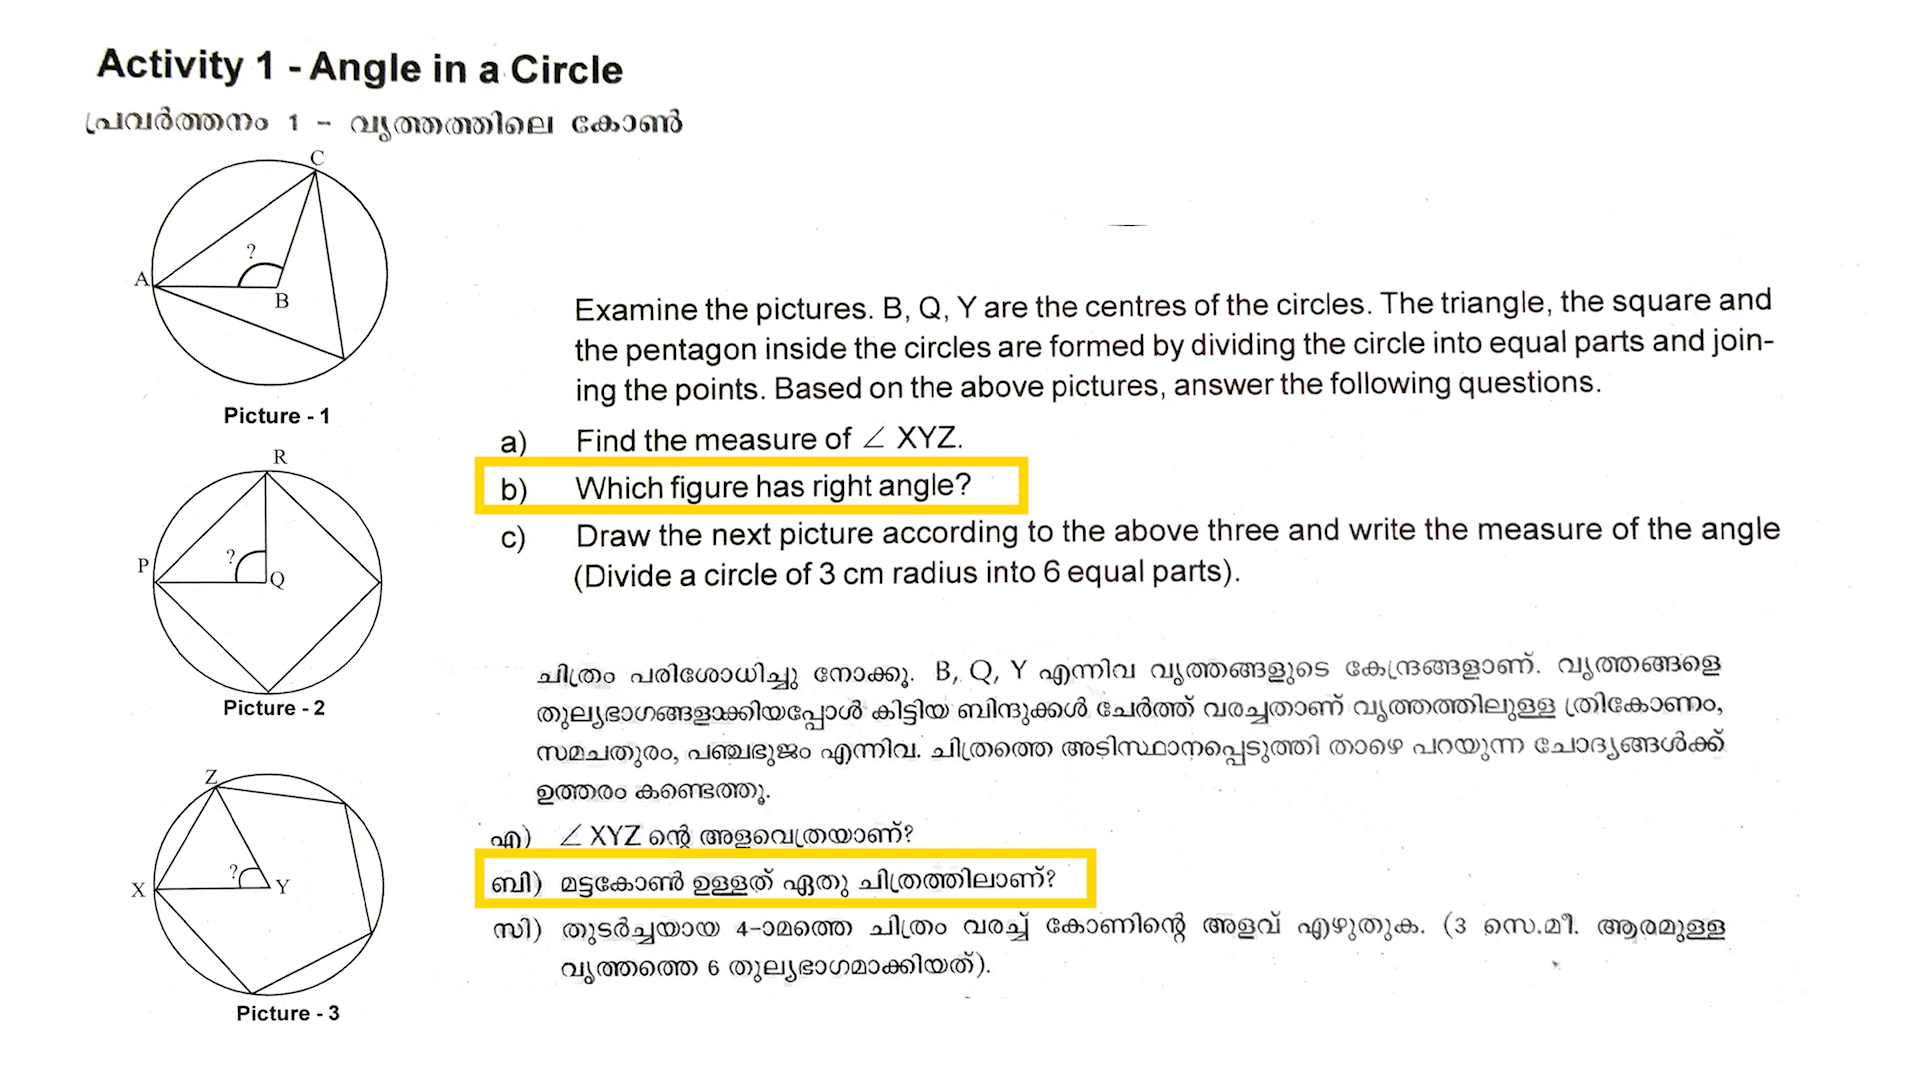 Activity 1 - Angle in a Circle
പ്രവർത്തനം 1 - വൃത്തത്തിലെ കോൺ
C
?
A
B
Picture - 1
R
P
?
Q
Picture - 2
Z
?
X
Y
Picture - 3
Examine the pictures. B, Q, Y are the centres of the circles. The triangle, the square and
the pentagon inside the circles are formed by dividing the circle into equal parts and join-
ing the points. Based on the above pictures, answer the following questions.
a) Find the measure of ∠ XYZ.
b) Which figure has right angle?
c) Draw the next picture according to the above three and write the measure of the angle
(Divide a circle of 3 cm radius into 6 equal parts).
ചിത്രം പരിശോധിച്ചു നോക്കൂ. B, Q, Y എന്നിവ വൃത്തങ്ങളുടെ കേന്ദ്രങ്ങളാണ്. വൃത്തങ്ങളെ
തുല്യഭാഗങ്ങളാക്കിയപ്പോൾ കിട്ടിയ ബിന്ദുക്കൾ ചേർത്ത് വരച്ചതാണ് വൃത്തത്തിലുള്ള ത്രികോണം,
സമചതുരം, പഞ്ചഭുജം എന്നിവ. ചിത്രത്തെ അടിസ്ഥാനപ്പെടുത്തി താഴെ പറയുന്ന ചോദ്യങ്ങൾക്ക്
ഉത്തരം കണ്ടെത്തൂ.
എ) ∠ XYZ ന്റെ അളവെത്രയാണ്?
ബി) മട്ടകോൺ ഉള്ളത് ഏതു ചിത്രത്തിലാണ്?
സി) തുടർച്ചയായ 4-ാമത്തെ ചിത്രം വരച്ച് കോണിന്റെ അളവ് എഴുതുക. (3 സെ.മീ. ആരമുള്ള
വൃത്തത്തെ 6 തുല്യഭാഗമാക്കിയത്).